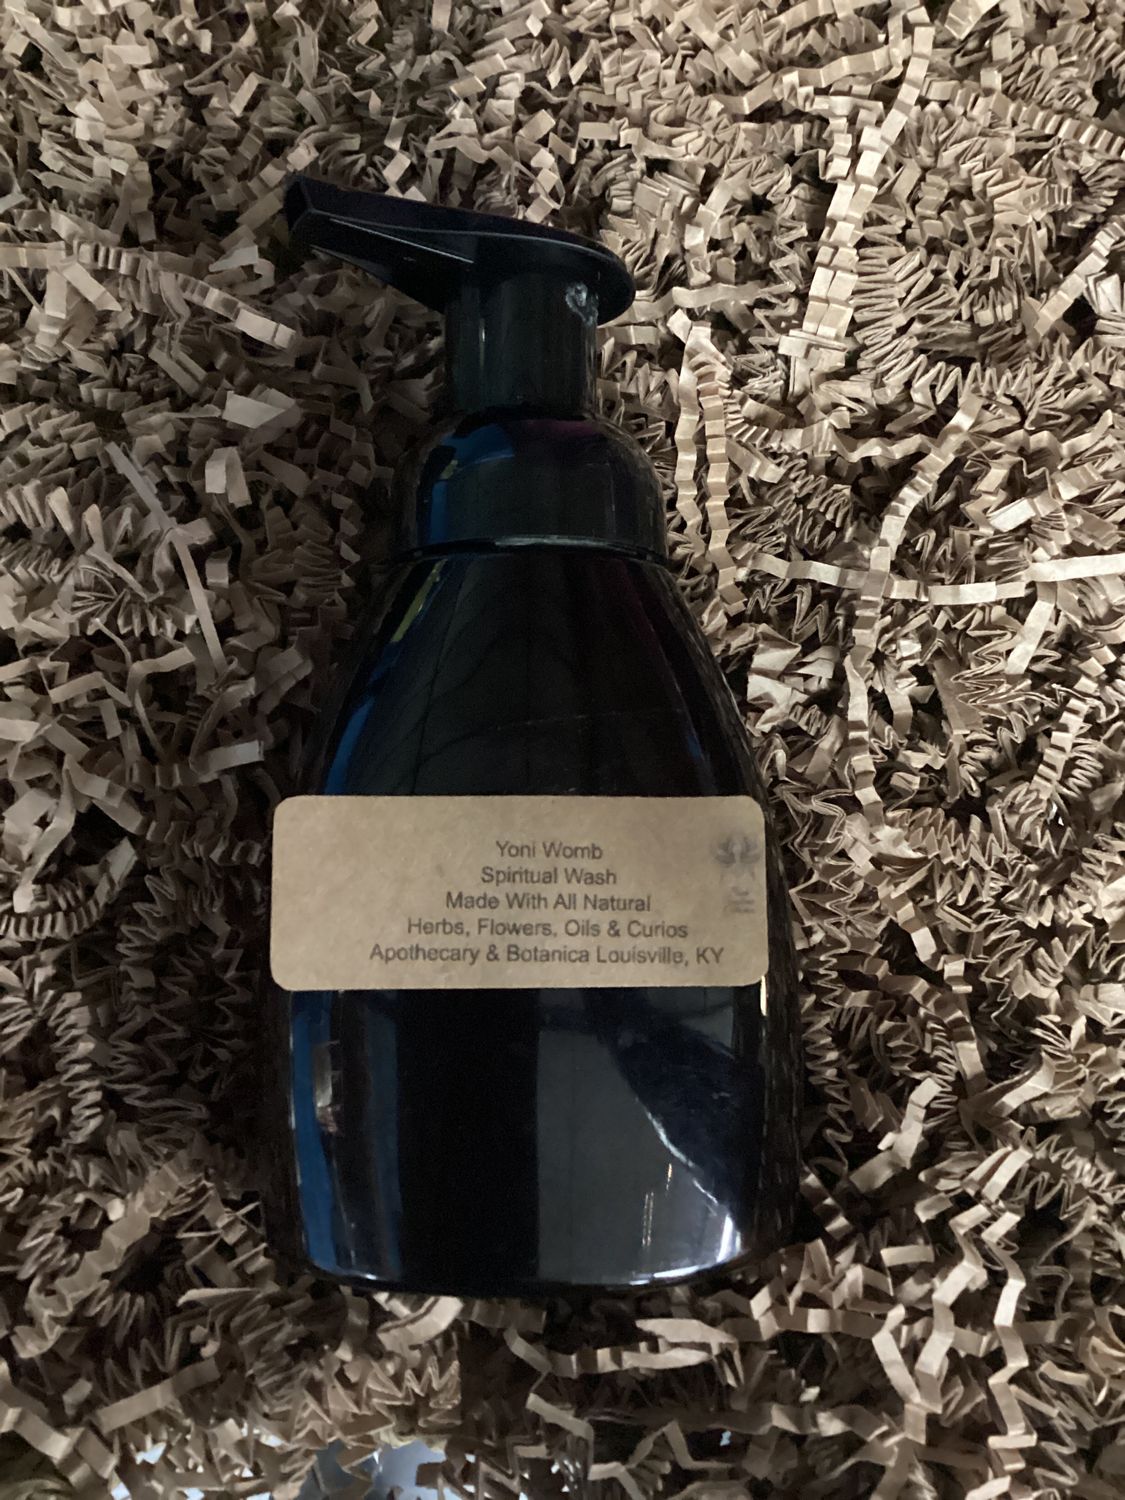 Yoni Womb
Spiritual Wash
Made With All Natural
Herbs, Flowers, Oils & Curios
Apothecary & Botanica Louisville, KY